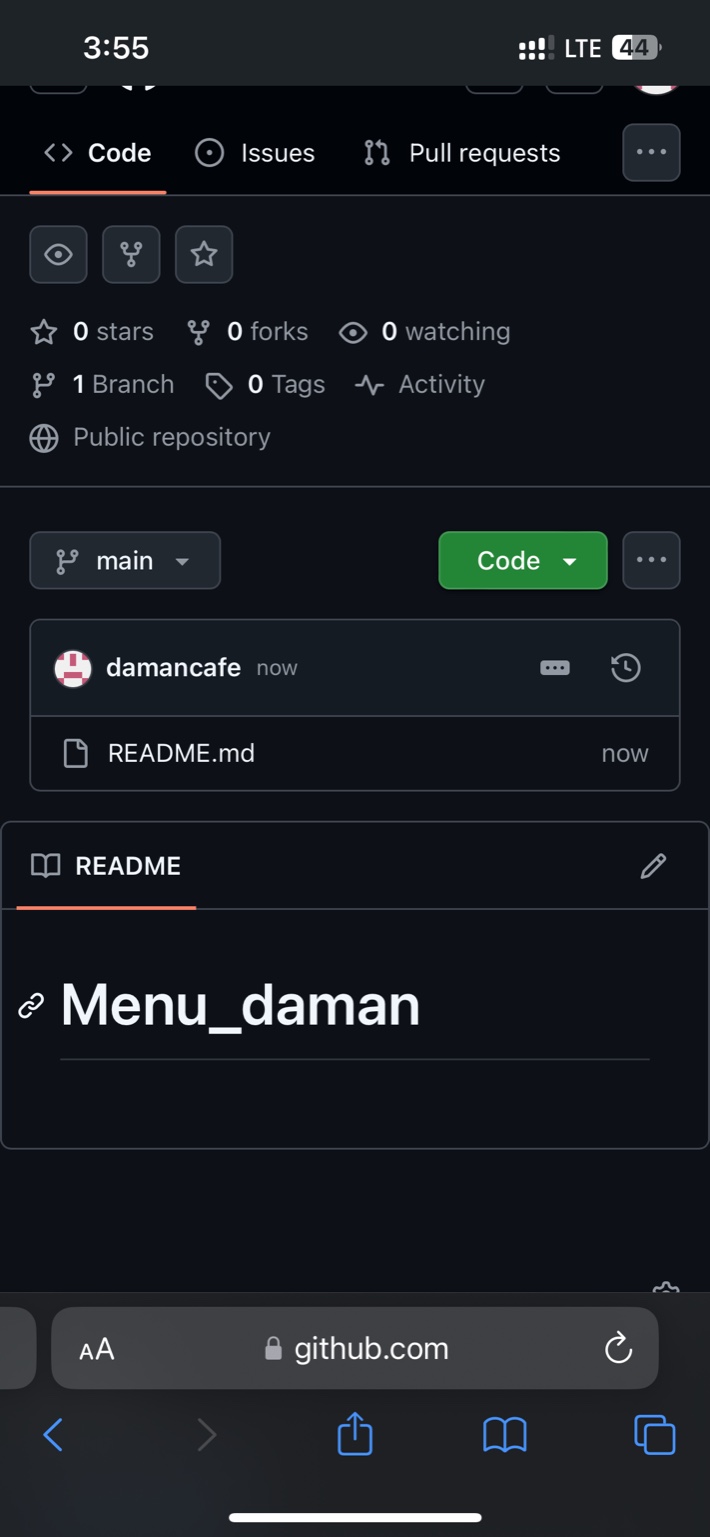 3:55 LTE 44
Code Issues Pull requests
0 stars 0 forks 0 watching
1 Branch 0 Tags Activity
Public repository
main Code
damancafe now
README.md now
README
Menu_daman
AA github.com